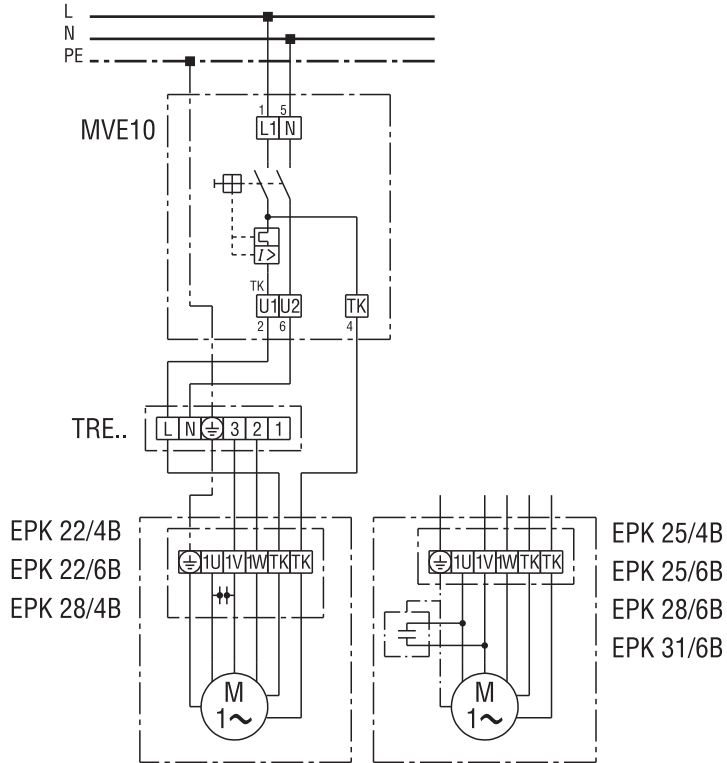 L
N
PE
MVE10
1 5
L1 N
I>
TK
U1 U2 TK
2 6 4
TRE..
L N 3 2 1
EPK 22/4B
EPK 22/6B
EPK 28/4B
1U 1V 1W TK TK
M
1~
1U 1V 1W TK TK
M
1~
EPK 25/4B
EPK 25/6B
EPK 28/6B
EPK 31/6B